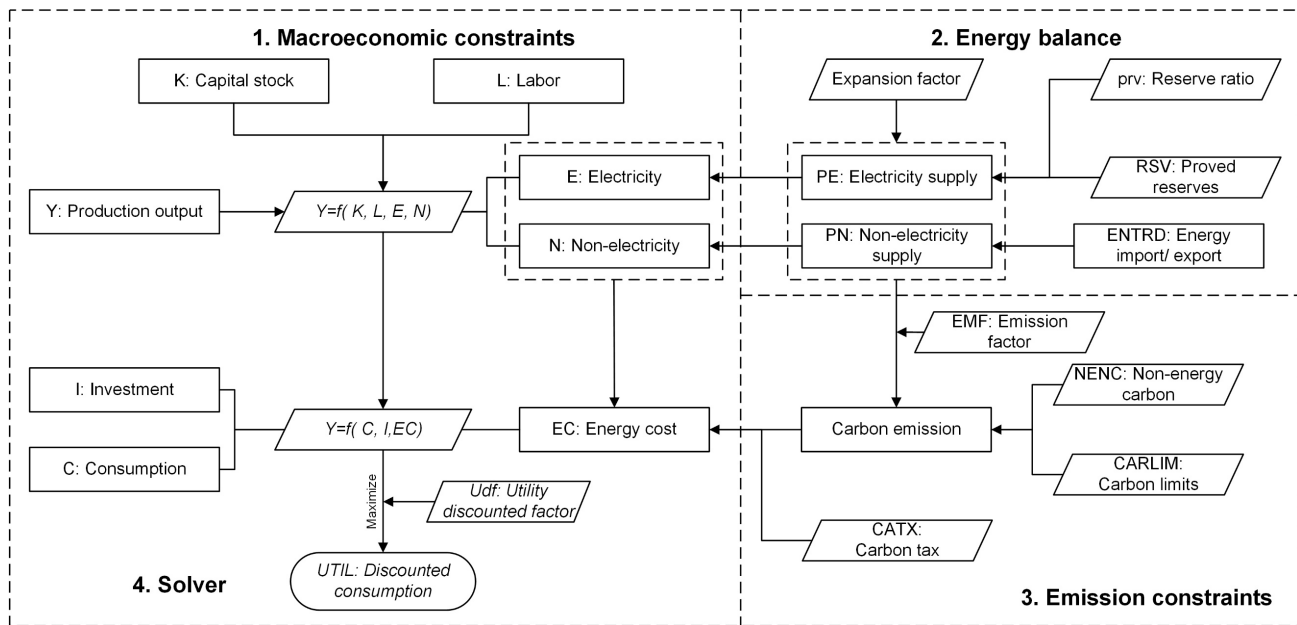 1. Macroeconomic constraints
K: Capital stock
L: Labor
E: Electricity
Y: Production output
Y=f( K, L, E, N)
N: Non-electricity
I: Investment
Y=f( C, I,EC)
EC: Energy cost
C: Consumption
Maximize
Udf: Utility
discounted factor
UTIL: Discounted
consumption
4. Solver
2. Energy balance
Expansion factor
prv: Reserve ratio
PE: Electricity supply
RSV: Proved
reserves
PN: Non-electricity
supply
ENTRD: Energy
import/ export
EMF: Emission
factor
NENC: Non-energy
carbon
Carbon emission
CARLIM:
Carbon limits
CATX:
Carbon tax
3. Emission constraints